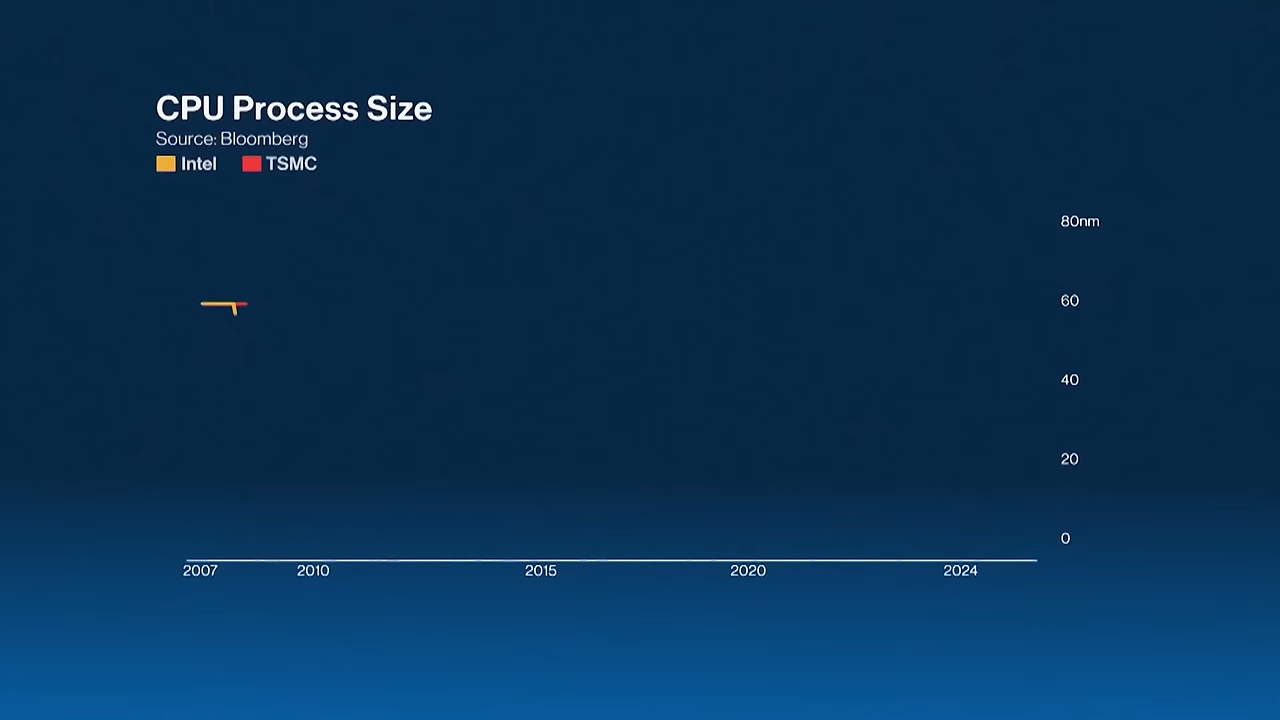 CPU Process Size
Source: Bloomberg
Intel TSMC
80nm
60
40
20
0
2007 2010 2015 2020 2024